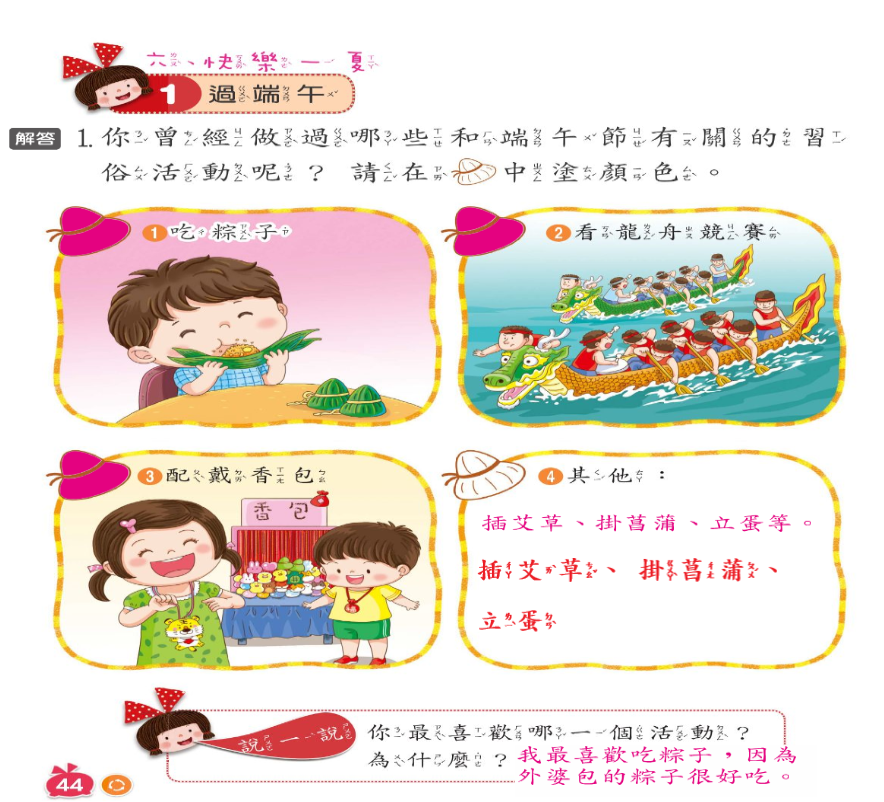 六、快樂一夏
1 過端午
解答 1. 你曾經做過哪些和端午節有關的習
俗活動呢？ 請在 中塗顏色。
1 吃粽子
2 看龍舟競賽
3 配戴香包
香包
4 其他：
插艾草、掛菖蒲、立蛋等。
插艾草、 掛菖蒲、
立蛋
說一說
你最喜歡哪一個活動？
為什麼？我最喜歡吃粽子，因為
外婆包的粽子很好吃。
44